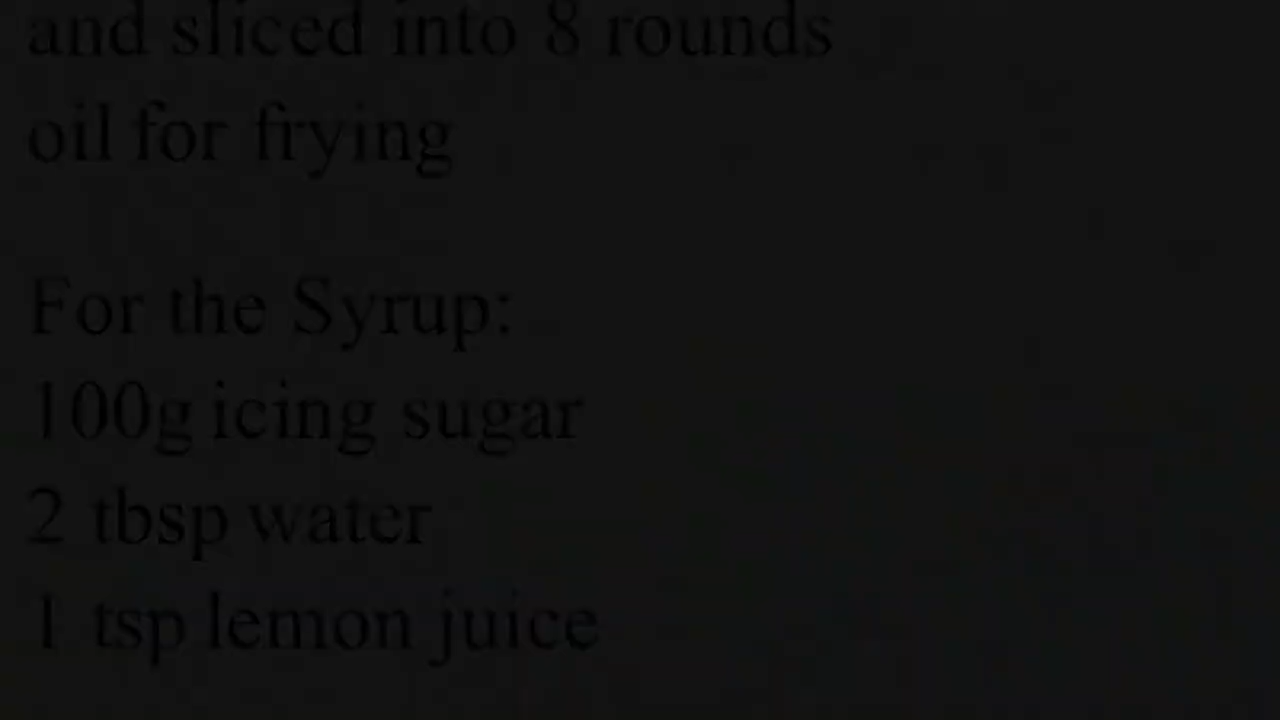 and sliced into 8 rounds
oil for frying
For the Syrup:
100g icing sugar
2 tbsp water
1 tsp lemon juice